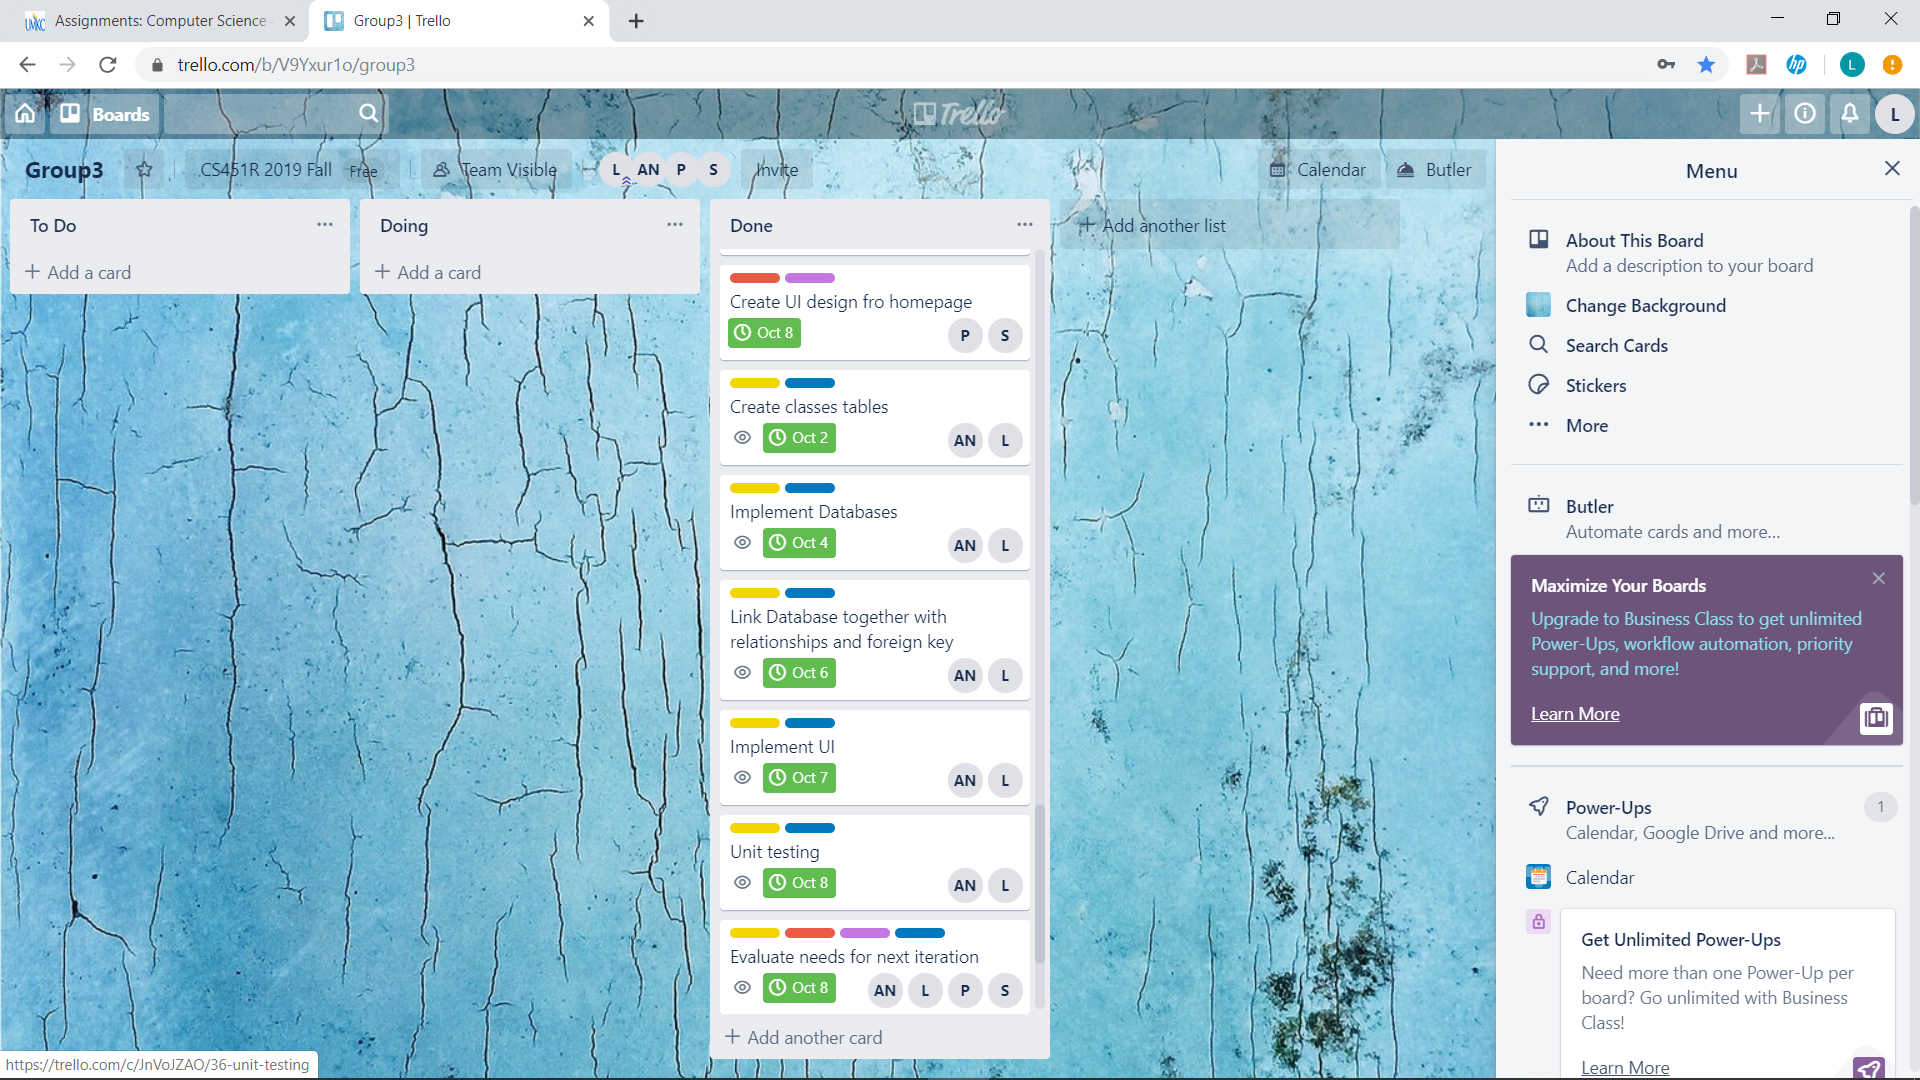 Assignments: Computer Science
Group3 | Trello
trello.com/b/V9Yxur1o/group3
L
Boards
Trello
L
Group3
CS451R 2019 Fall Free
Team Visible
L AN P S
Invite
Calendar
Butler
To Do
Add a card
Doing
Add a card
Done
Create UI design fro homepage
Oct 8
P S
Create classes tables
Oct 2
AN L
Implement Databases
Oct 4
AN L
Link Database together with
relationships and foreign key
Oct 6
AN L
Implement UI
Oct 7
AN L
Unit testing
Oct 8
AN L
Evaluate needs for next iteration
Oct 8
AN L P S
Add another card
Add another list
Menu
About This Board
Add a description to your board
Change Background
Search Cards
Stickers
More
Butler
Automate cards and more...
Maximize Your Boards
Upgrade to Business Class to get unlimited
Power-Ups, workflow automation, priority
support, and more!
Learn More
Power-Ups
1
Calendar, Google Drive and more...
Calendar
Get Unlimited Power-Ups
Need more than one Power-Up per
board? Go unlimited with Business
Class!
Learn More
https://trello.com/c/JnVoJZAO/36-unit-testing
UMKC
hp